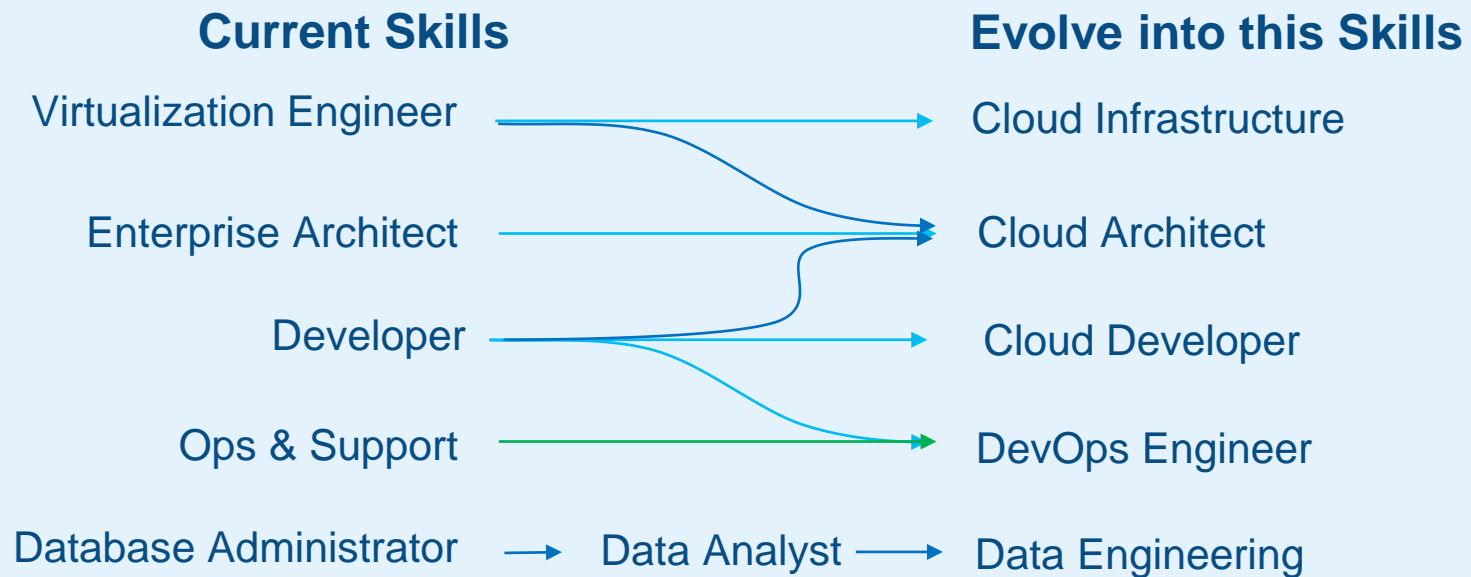 Current Skills
Evolve into this Skills
Virtualization Engineer
Cloud Infrastructure
Enterprise Architect
Cloud Architect
Developer
Cloud Developer
Ops & Support
DevOps Engineer
Database Administrator
Data Analyst
Data Engineering